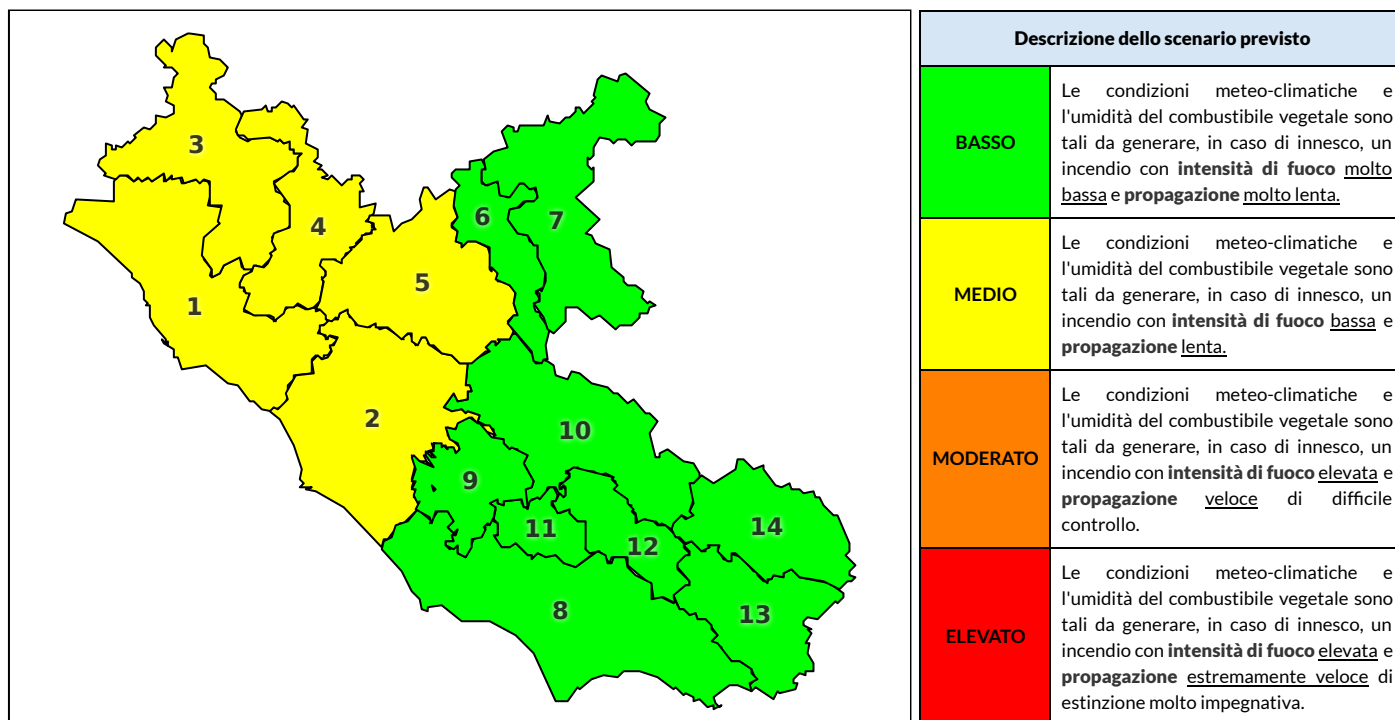 3
4
6
7
5
1
2
10
9
11
12
14
8
13
Descrizione dello scenario previsto
BASSO
Le condizioni meteo-climatiche e
l'umidità del combustibile vegetale sono
tali da generare, in caso di innesco, un
incendio con intensità di fuoco molto
bassa e propagazione molto lenta.
MEDIO
Le condizioni meteo-climatiche e
l'umidità del combustibile vegetale sono
tali da generare, in caso di innesco, un
incendio con intensità di fuoco bassa e
propagazione lenta.
MODERATO
Le condizioni meteo-climatiche e
l'umidità del combustibile vegetale sono
tali da generare, in caso di innesco, un
incendio con intensità di fuoco elevata e
propagazione veloce di difficile
controllo.
ELEVATO
Le condizioni meteo-climatiche e
l'umidità del combustibile vegetale sono
tali da generare, in caso di innesco, un
incendio con intensità di fuoco elevata e
propagazione estremamente veloce di
estinzione molto impegnativa.